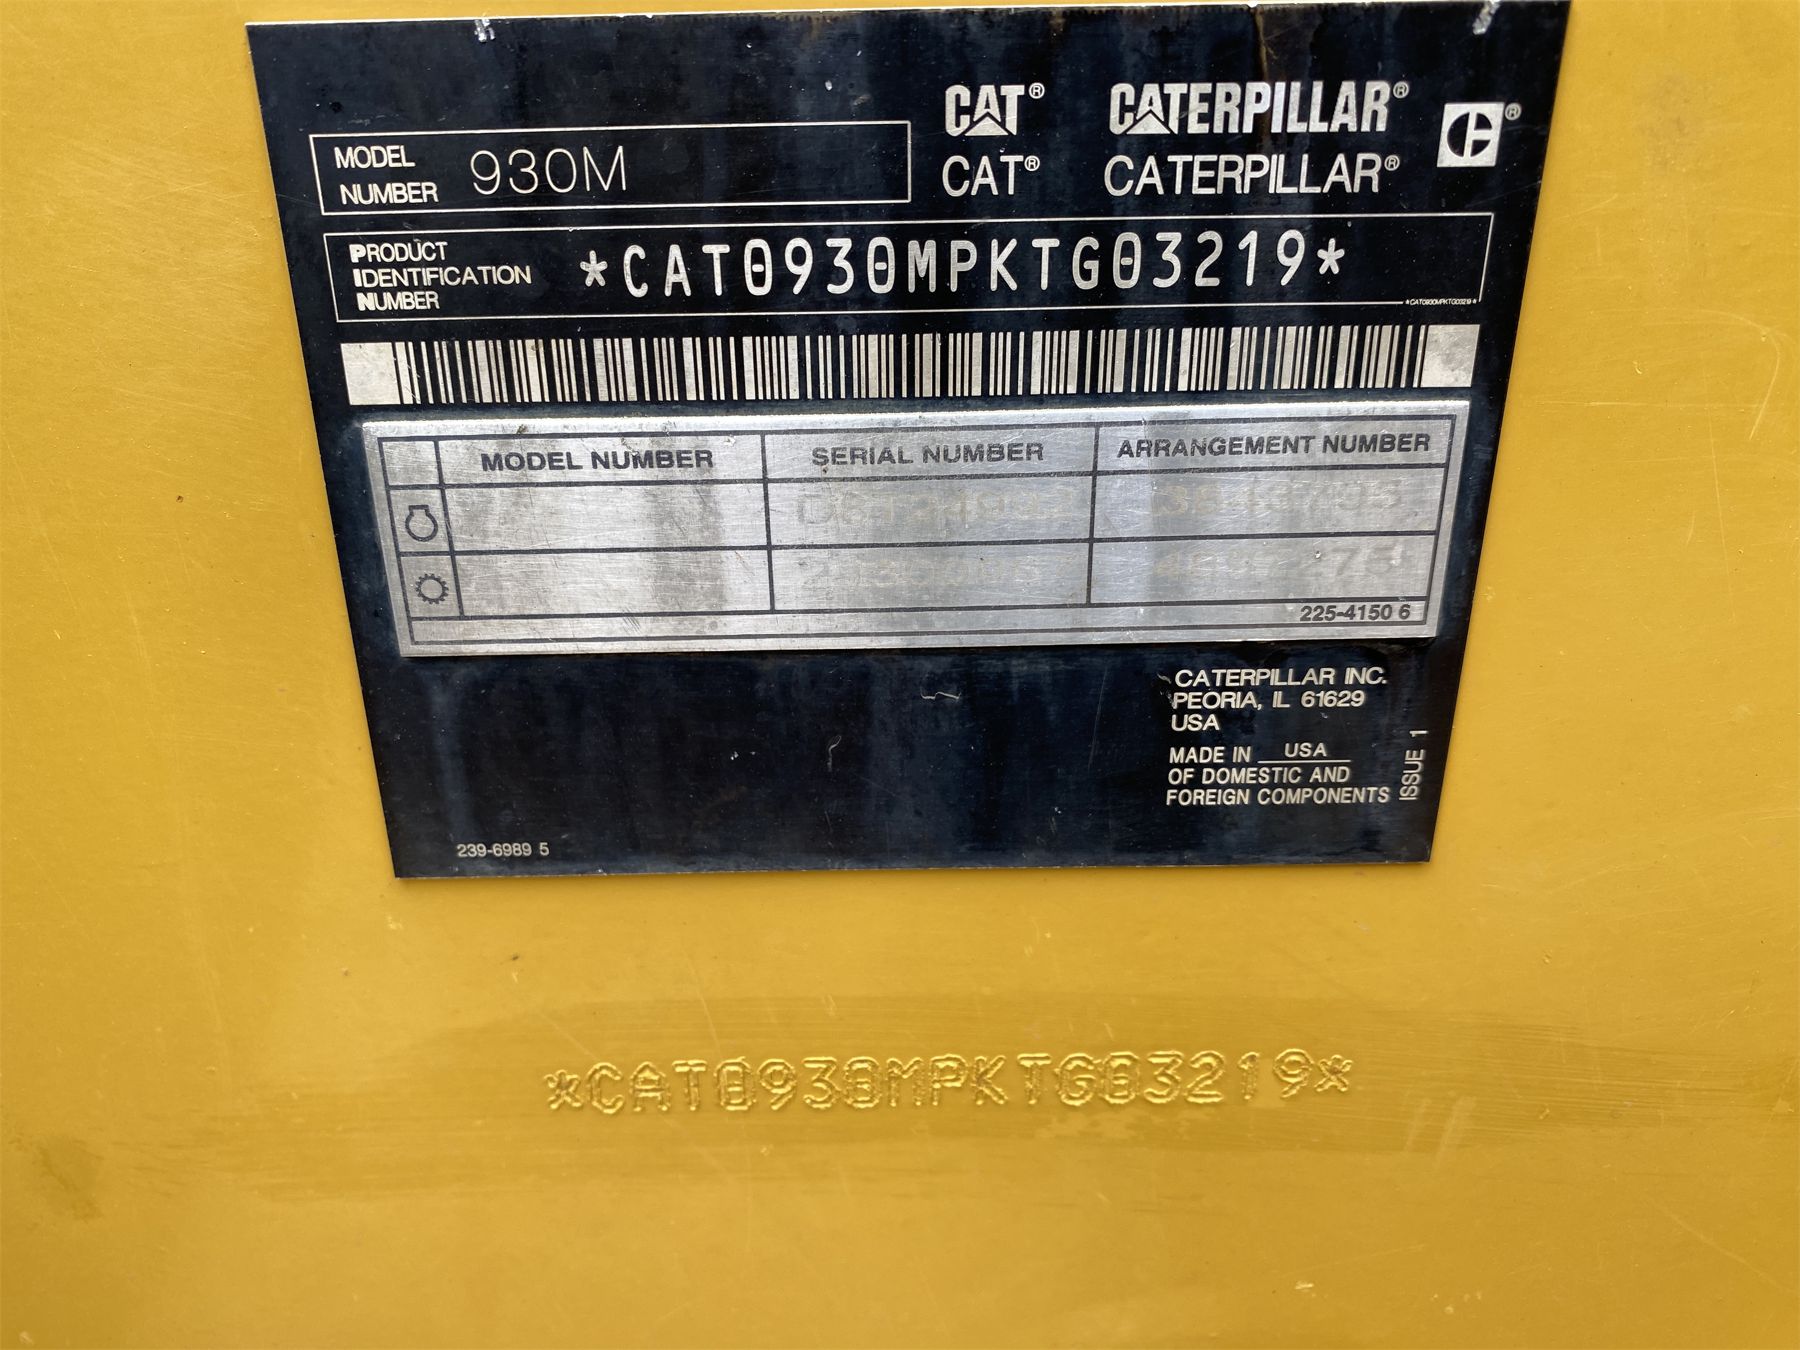 CAT® CATERPILLAR®
CAT® CATERPILLAR®
MODEL NUMBER 930M
PRODUCT
IDENTIFICATION
NUMBER
*CAT0930MPKTG03219*
*CAT0930MPKTG03219*
MODEL NUMBER SERIAL NUMBER ARRANGEMENT NUMBER
225-4150 6
CATERPILLAR INC.
PEORIA, IL 61629
USA
MADE IN USA
OF DOMESTIC AND
FOREIGN COMPONENTS
ISSUE 1
239-6989 5
*CAT0930MPKTG03219*